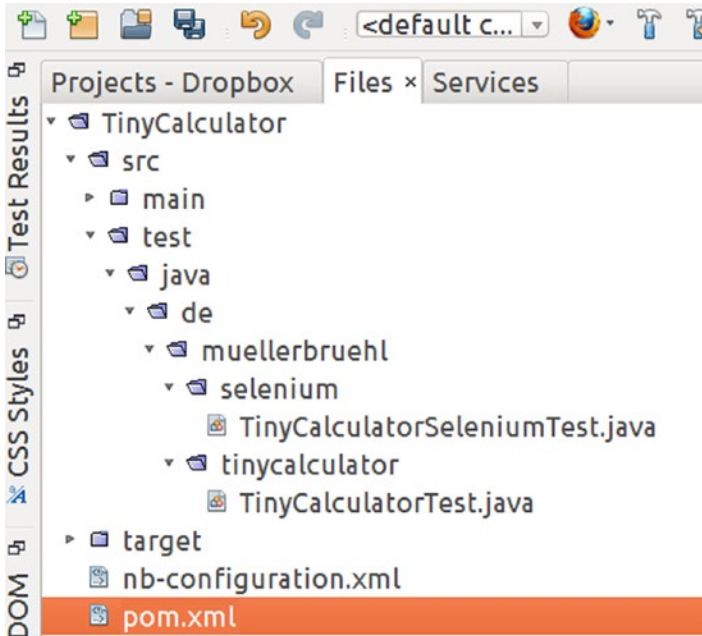 <default c...
Projects - Dropbox
Files ×
Services
TinyCalculator
src
main
test
java
de
muellerbruehl
selenium
TinyCalculatorSeleniumTest.java
tinycalculator
TinyCalculatorTest.java
target
nb-configuration.xml
pom.xml
Test Results
CSS Styles
DOM